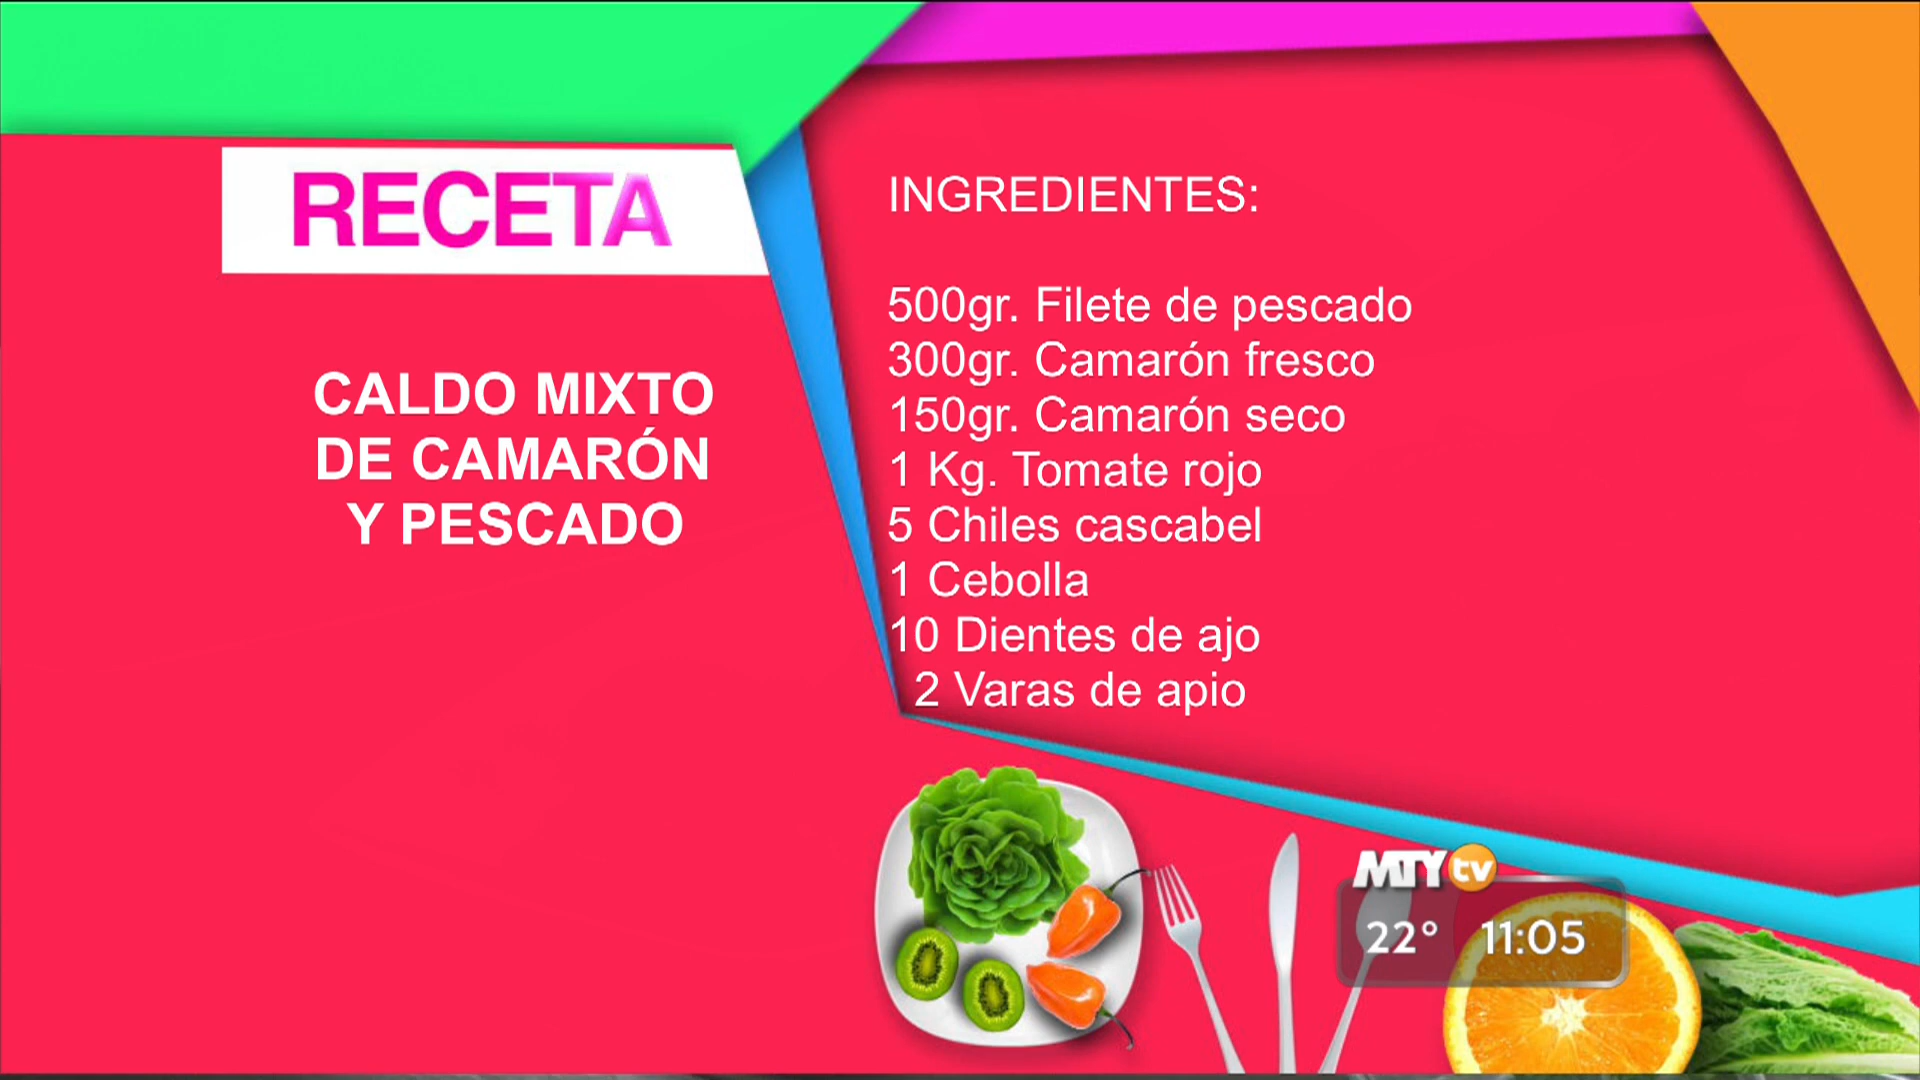 RECETA
CALDO MIXTO
DE CAMARÓN
Y PESCADO
INGREDIENTES:
500gr. Filete de pescado
300gr. Camarón fresco
150gr. Camarón seco
1 Kg. Tomate rojo
5 Chiles cascabel
1 Cebolla
10 Dientes de ajo
2 Varas de apio
MTY tv
22° 11:05